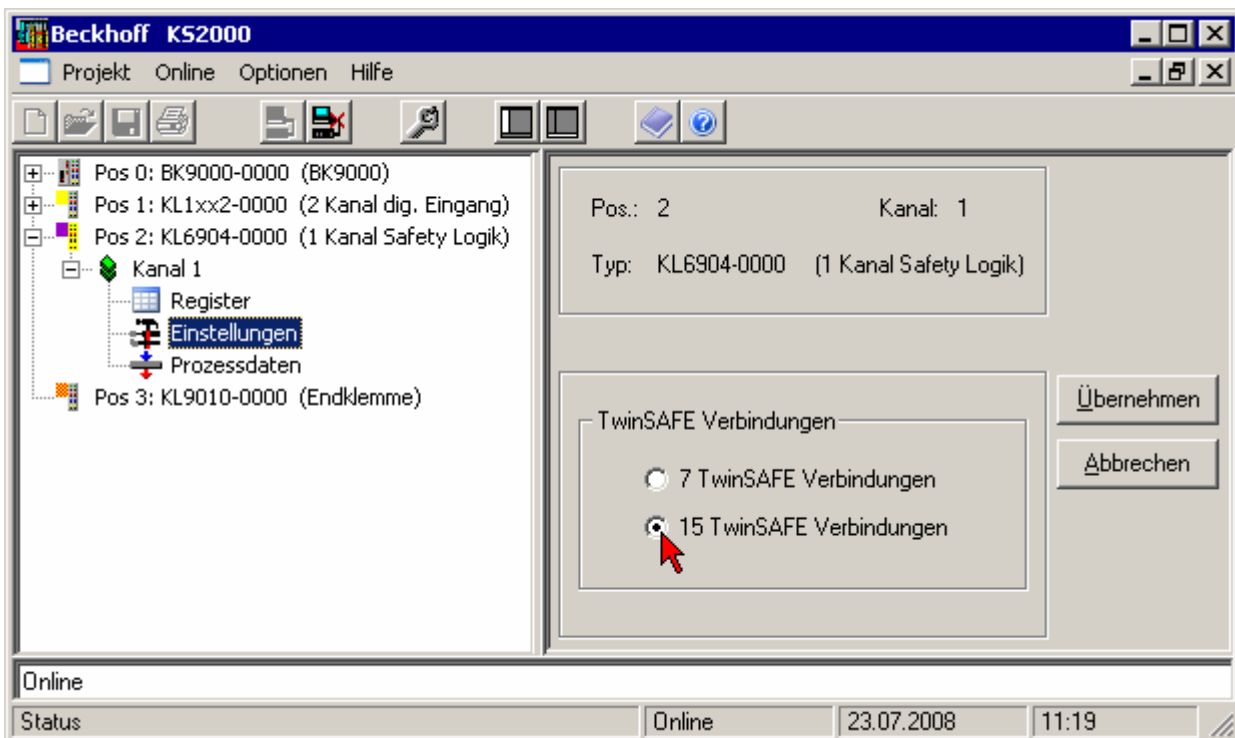 Beckhoff KS2000
Projekt Online Optionen Hilfe
Pos 0: BK9000-0000 (BK9000)
Pos 1: KL1xx2-0000 (2 Kanal dig. Eingang)
Pos 2: KL6904-0000 (1 Kanal Safety Logik)
Kanal 1
Register
Einstellungen
Prozessdaten
Pos 3: KL9010-0000 (Endklemme)
Pos.: 2 Kanal: 1
Typ: KL6904-0000 (1 Kanal Safety Logik)
TwinSAFE Verbindungen
7 TwinSAFE Verbindungen
15 TwinSAFE Verbindungen
Übernehmen
Abbrechen
Online
Status Online 23.07.2008 11:19